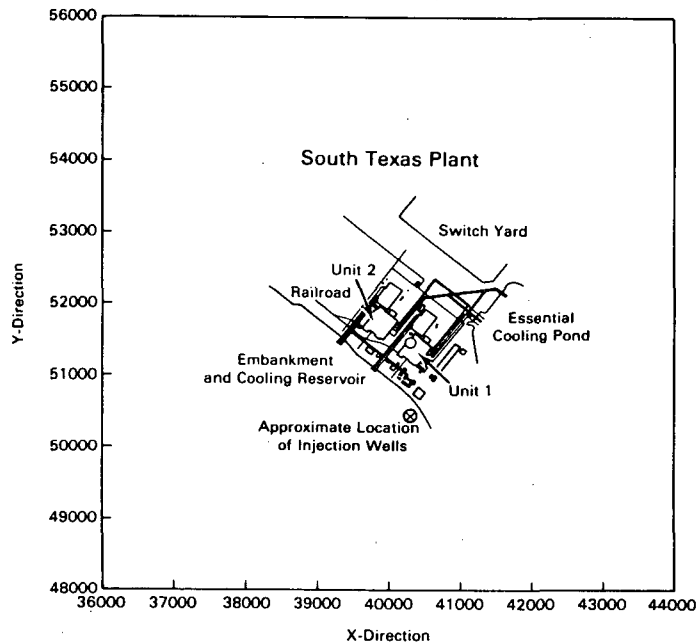 56000
55000
54000
53000
52000
51000
50000
49000
48000
Y-Direction
South Texas Plant
Switch Yard
Unit 2
Railroad
Essential
Cooling Pond
Embankment
and Cooling Reservoir
Unit 1
Approximate Location
of Injection Wells
36000 37000 38000 39000 40000 41000 42000 43000 44000
X-Direction